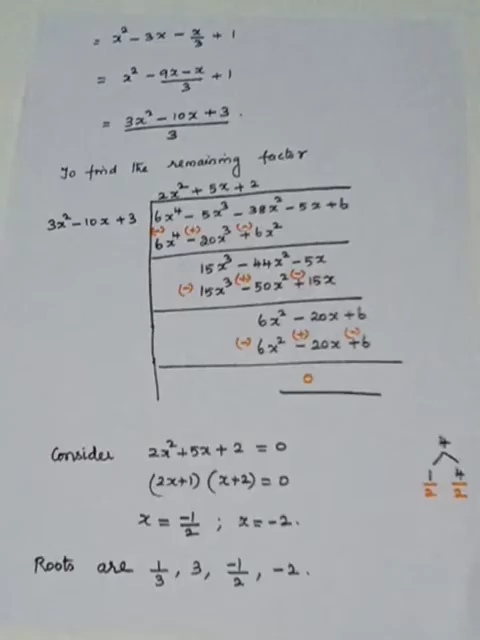 = x² - 3x - x/3 + 1
= x² - (9x - x)/3 + 1
= (3x² - 10x + 3)/3 .
To find the remaining factor
2x² + 5x + 2
3x² - 10x + 3 | 6x⁴ - 5x³ - 38x² - 5x + 6
(-) (+) (-)
6x⁴ - 20x³ + 6x²
15x³ - 44x² - 5x
(-) (+) (-)
15x³ - 50x² + 15x
6x² - 20x + 6
(-) (+) (-)
6x² - 20x + 6
0
Consider 2x² + 5x + 2 = 0
4
(2x+1) (x+2) = 0
1/2 4/2
x = -1/2 ; x = -2.
Roots are 1/3, 3, -1/2, -2.